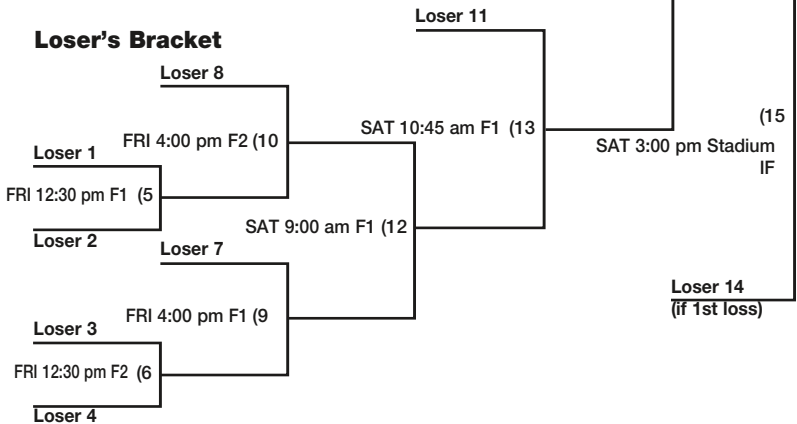 Loser 11
Loser's Bracket
Loser 8
(15
SAT 10:45 am F1 (13
FRI 4:00 pm F2 (10
SAT 3:00 pm Stadium
Loser 1
IF
FRI 12:30 pm F1 (5
SAT 9:00 am F1 (12
Loser 2
Loser 7
Loser 14
(if 1st loss)
FRI 4:00 pm F1 (9
Loser 3
FRI 12:30 pm F2 (6
Loser 4